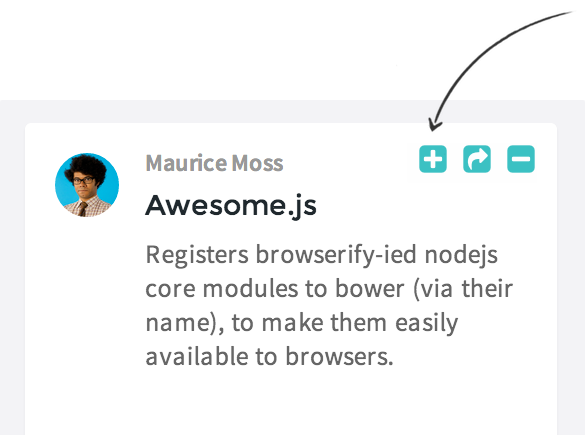 Maurice Moss
Awesome.js
Registers browserify-ied nodejs
core modules to bower (via their
name), to make them easily
available to browsers.